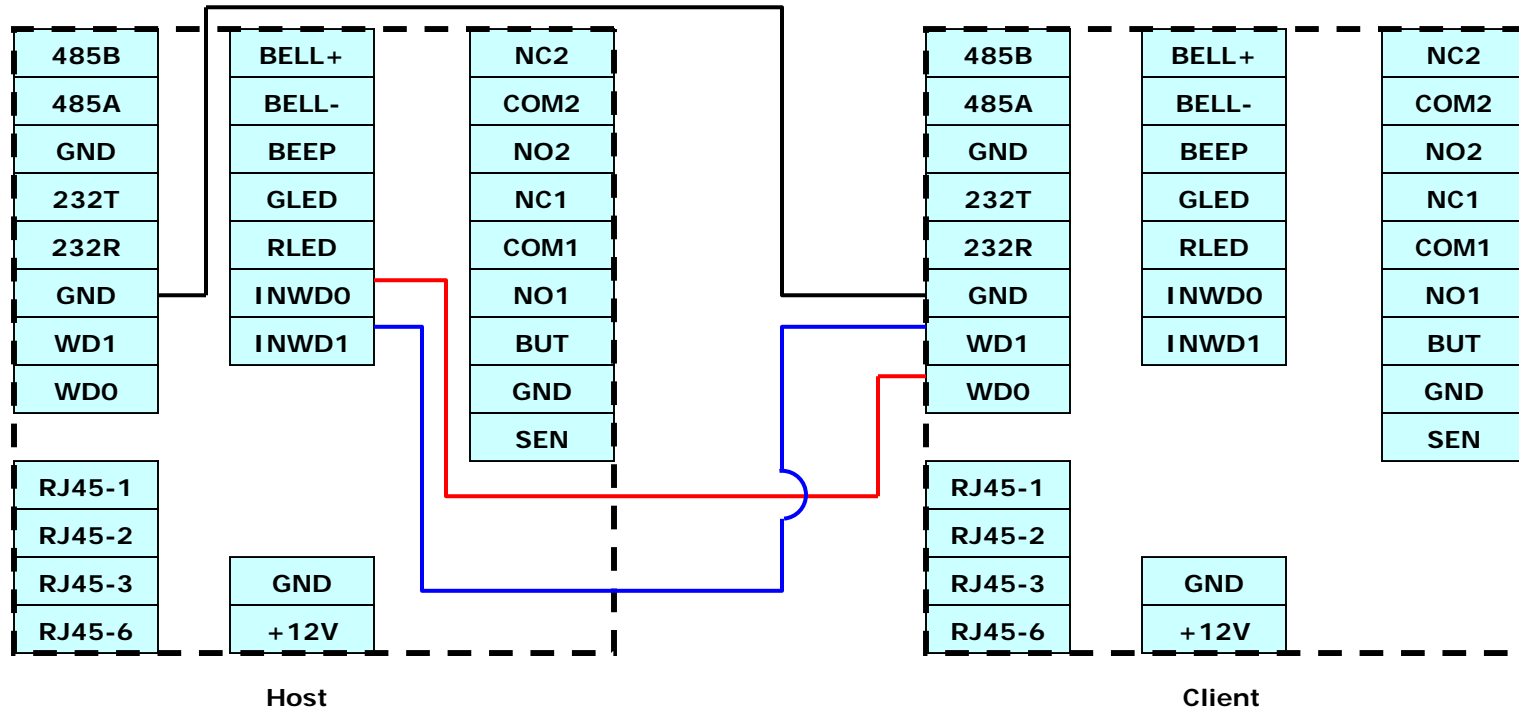 485B BELL+ NC2 485B BELL+ NC2
485A BELL- COM2 485A BELL- COM2
GND BEEP NO2 GND BEEP NO2
232T GLED NC1 232T GLED NC1
232R RLED COM1 232R RLED COM1
GND INWD0 NO1 GND INWD0 NO1
WD1 INWD1 BUT WD1 INWD1 BUT
WD0 GND WD0 GND
SEN SEN
RJ45-1 RJ45-1
RJ45-2 RJ45-2
RJ45-3 GND RJ45-3 GND
RJ45-6 +12V RJ45-6 +12V
Host Client